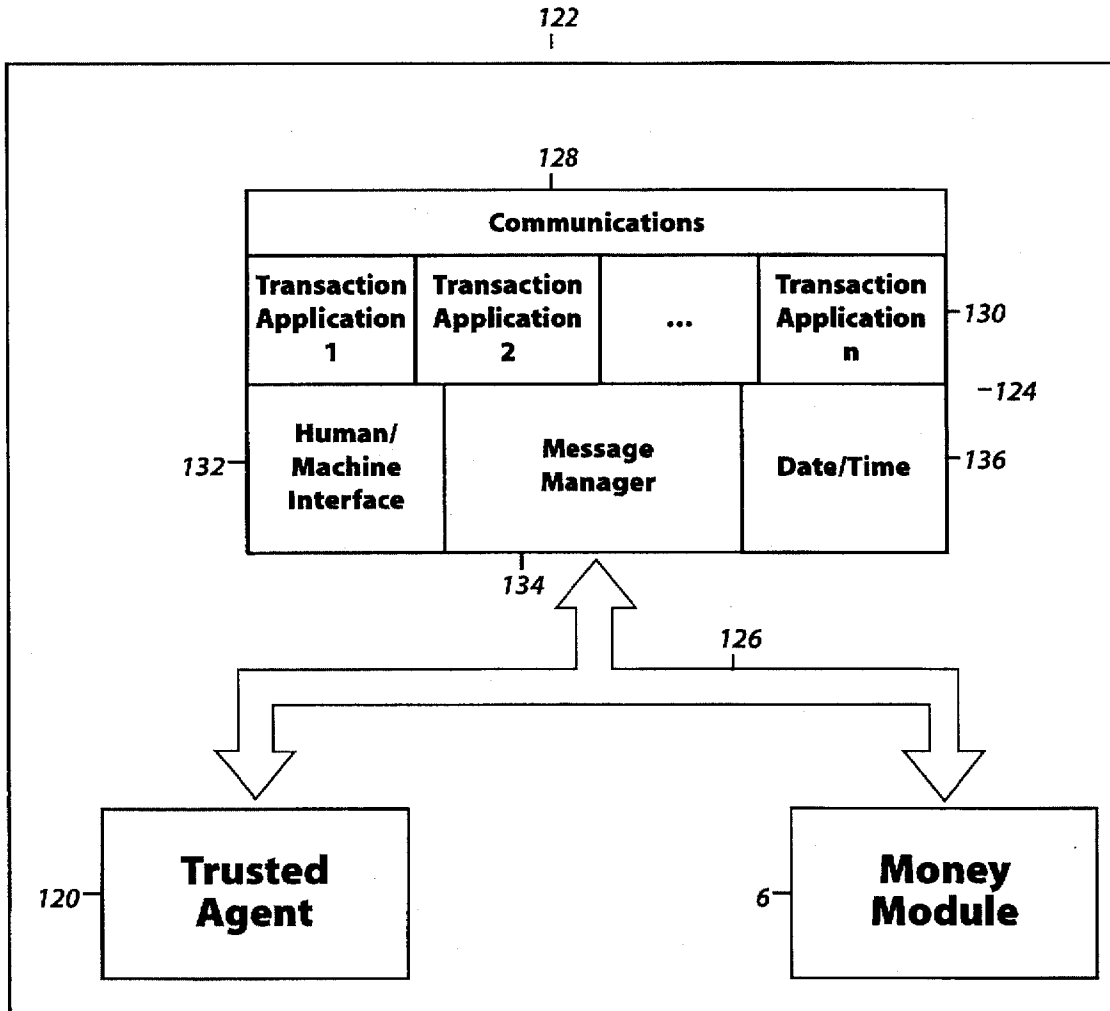 122
128
Communications
Transaction
Application
1
Transaction
Application
2
...
Transaction
Application
n
130
124
Human/
Machine
Interface
132
Message
Manager
Date/Time
136
134
126
Trusted
Agent
120
Money
Module
6